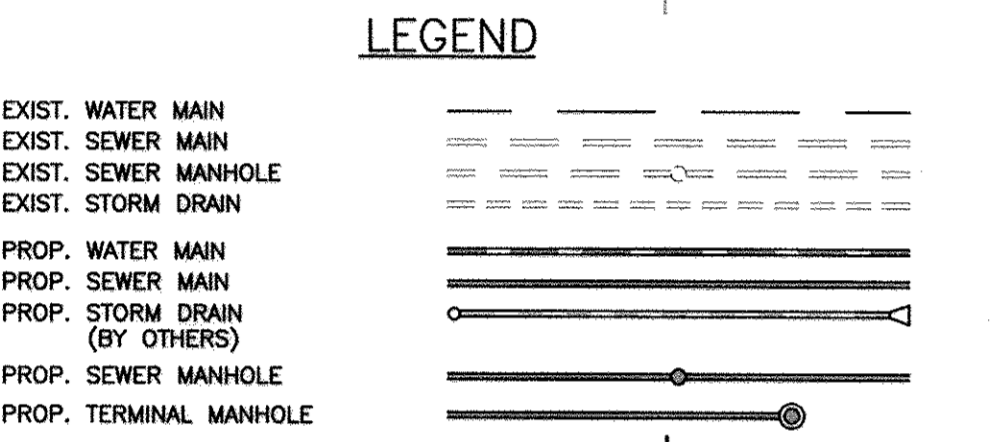 LEGEND
EXIST. WATER MAIN
EXIST. SEWER MAIN
EXIST. SEWER MANHOLE
EXIST. STORM DRAIN
PROP. WATER MAIN
PROP. SEWER MAIN
PROP. STORM DRAIN
(BY OTHERS)
PROP. SEWER MANHOLE
PROP. TERMINAL MANHOLE